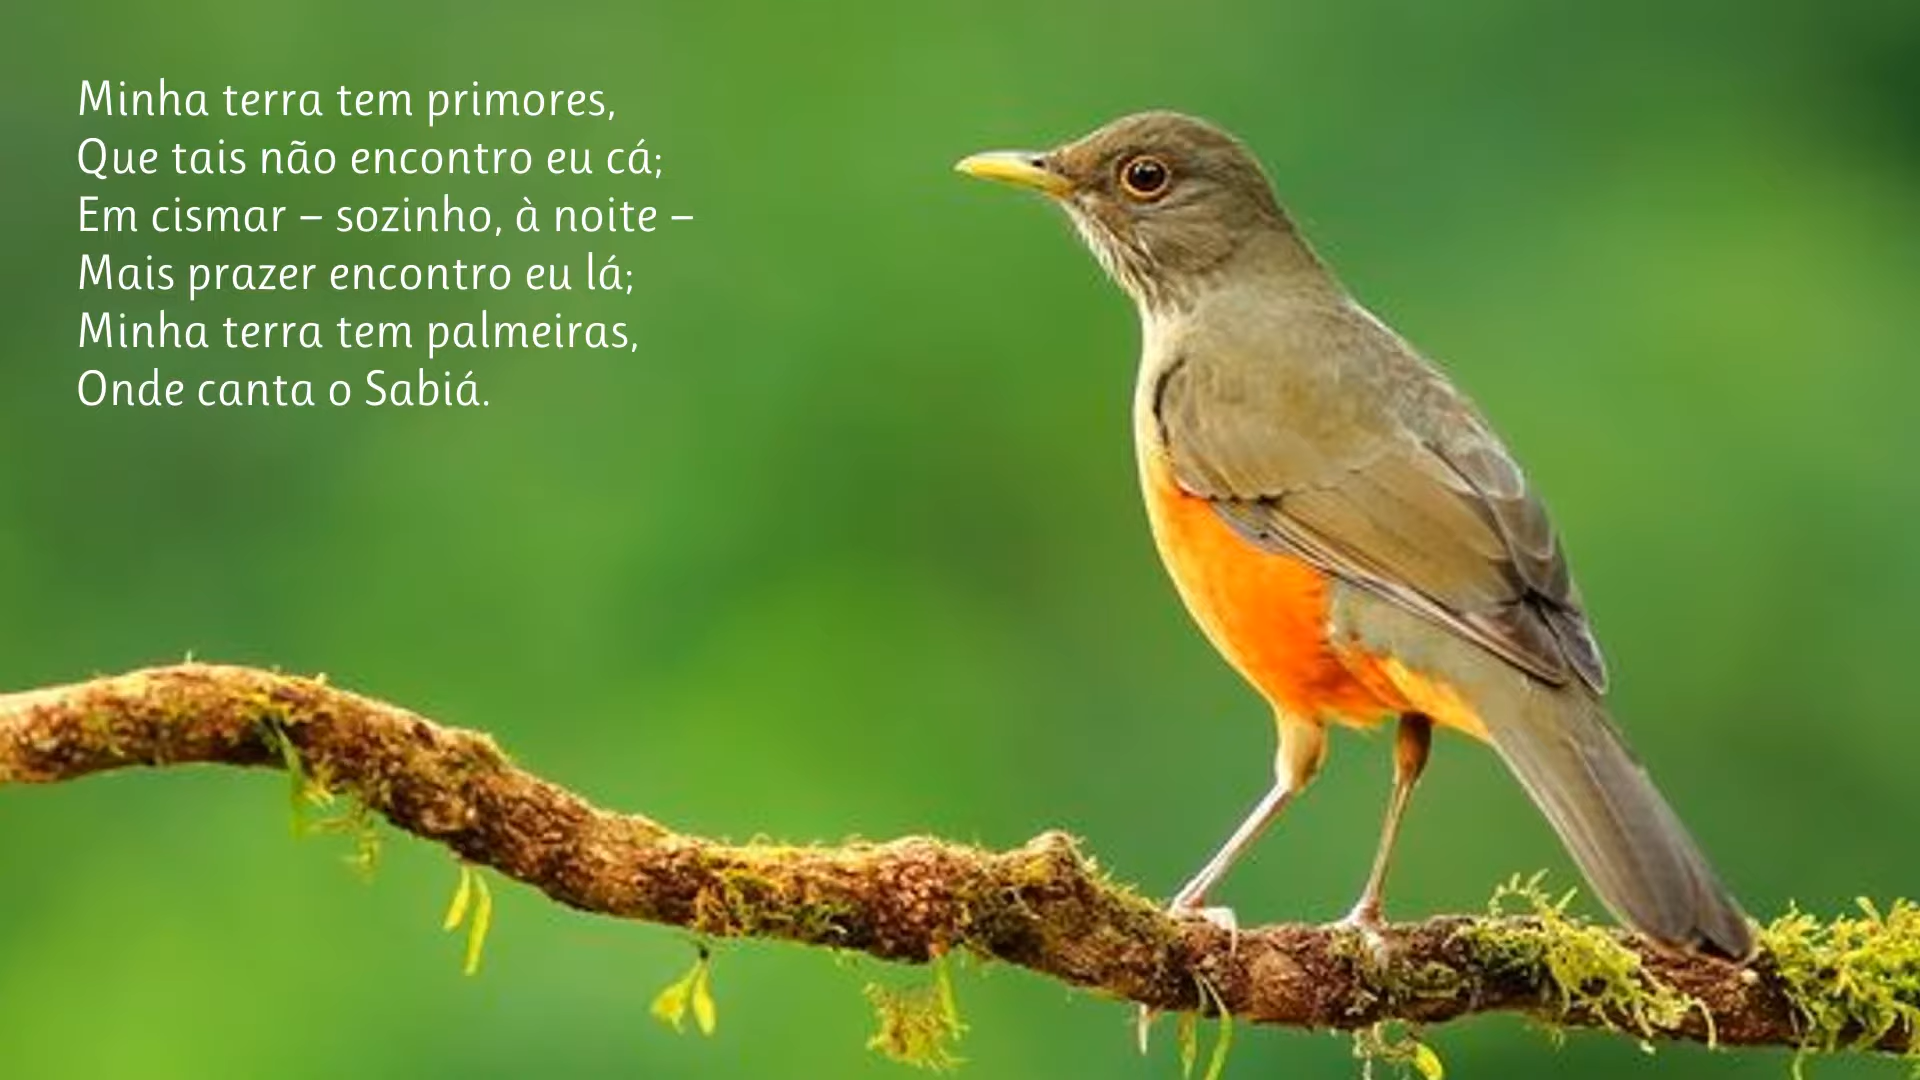 Minha terra tem primores,
Que tais não encontro eu cá;
Em cismar – sozinho, à noite –
Mais prazer encontro eu lá;
Minha terra tem palmeiras,
Onde canta o Sabiá.